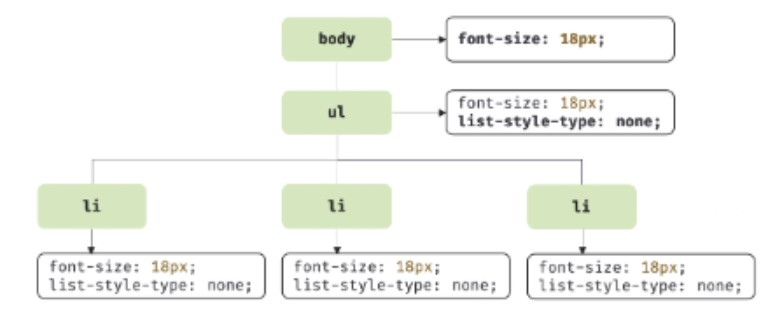 body
font-size: 18px;
ul
font-size: 18px;
list-style-type: none;
li
li
li
font-size: 18px;
list-style-type: none;
font-size: 18px;
list-style-type: none;
font-size: 18px;
list-style-type: none;